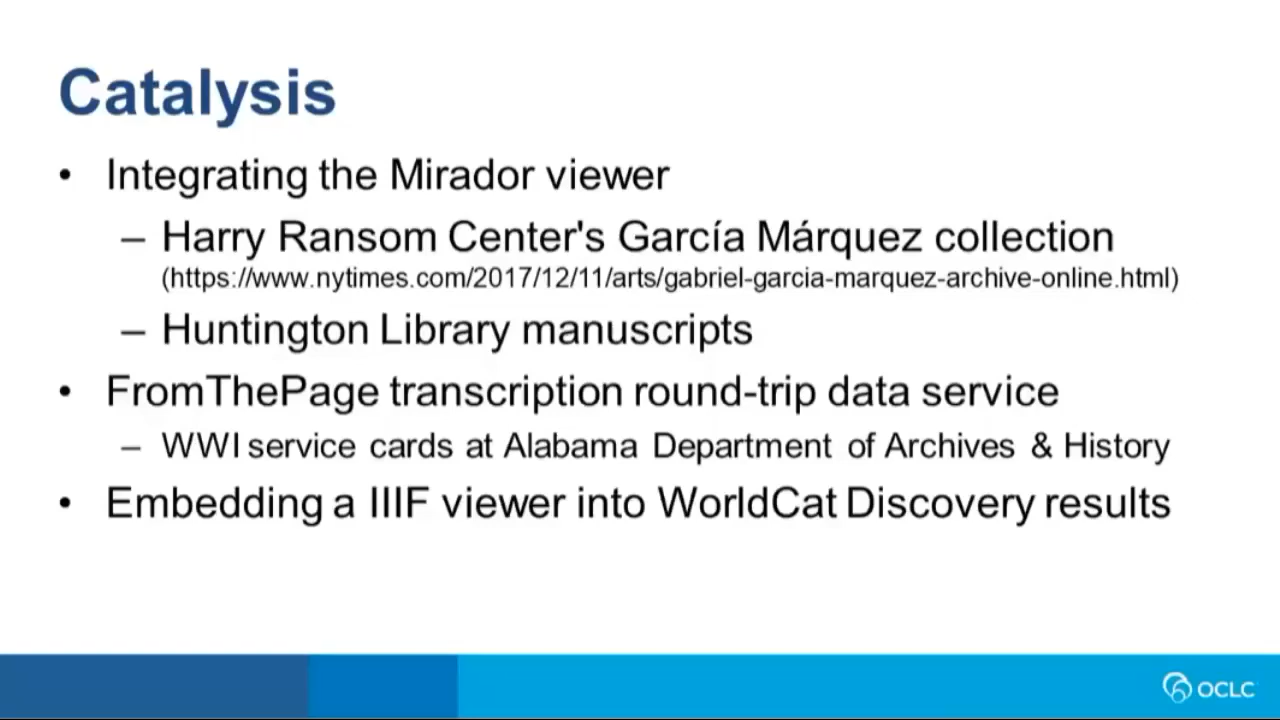 Catalysis
• Integrating the Mirador viewer
– Harry Ransom Center's García Márquez collection
(https://www.nytimes.com/2017/12/11/arts/gabriel-garcia-marquez-archive-online.html)
– Huntington Library manuscripts
• FromThePage transcription round-trip data service
– WWI service cards at Alabama Department of Archives & History
• Embedding a IIIF viewer into WorldCat Discovery results
OCLC